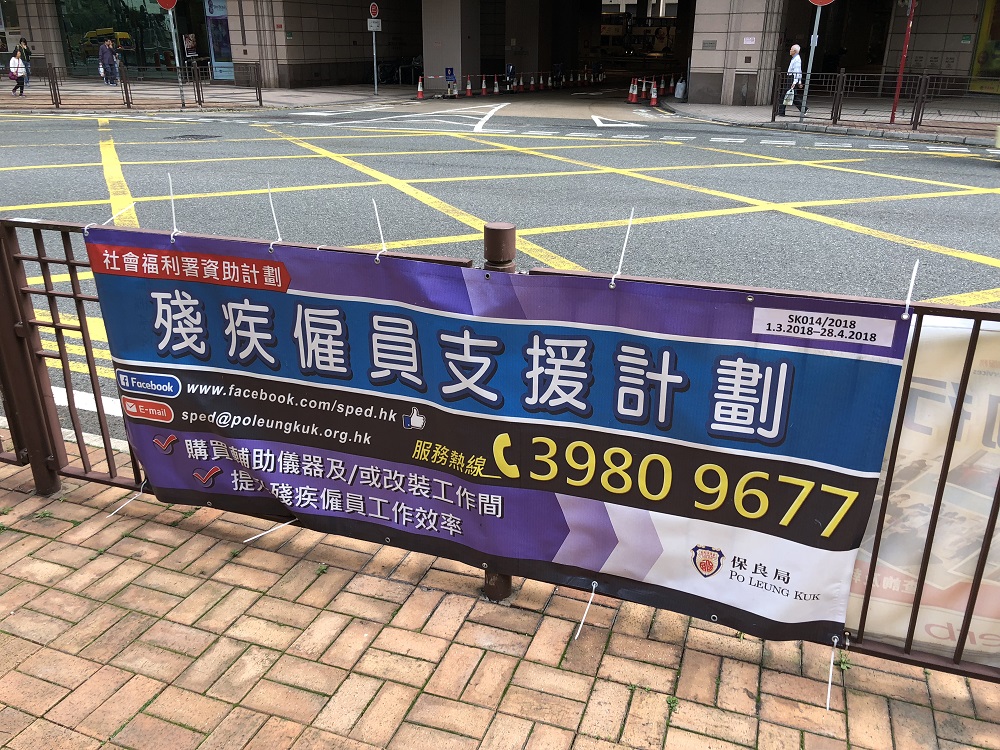 社會福利署資助計劃
SK014/2018
1.3.2018–28.4.2018
殘疾僱員支援計劃
Facebook www.facebook.com/sped.hk
E-mail sped@poleungkuk.org.hk
服務熱線 3980 9677
購買輔助儀器及/或改裝工作間
提 殘疾僱員工作效率
保良局
PO LEUNG KUK